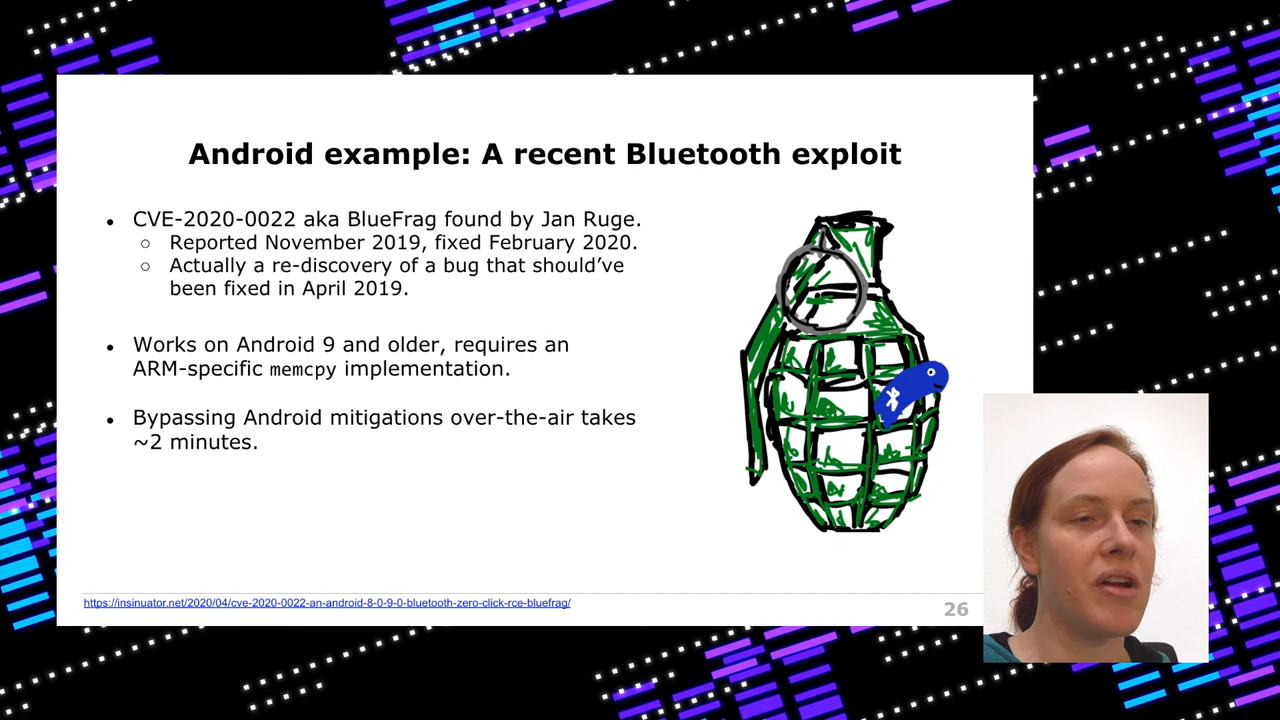 Android example: A recent Bluetooth exploit
● CVE-2020-0022 aka BlueFrag found by Jan Ruge.
○ Reported November 2019, fixed February 2020.
○ Actually a re-discovery of a bug that should’ve
been fixed in April 2019.
● Works on Android 9 and older, requires an
ARM-specific memcpy implementation.
● Bypassing Android mitigations over-the-air takes
~2 minutes.
https://insinuator.net/2020/04/cve-2020-0022-an-android-8-0-9-0-bluetooth-zero-click-rce-bluefrag/
26